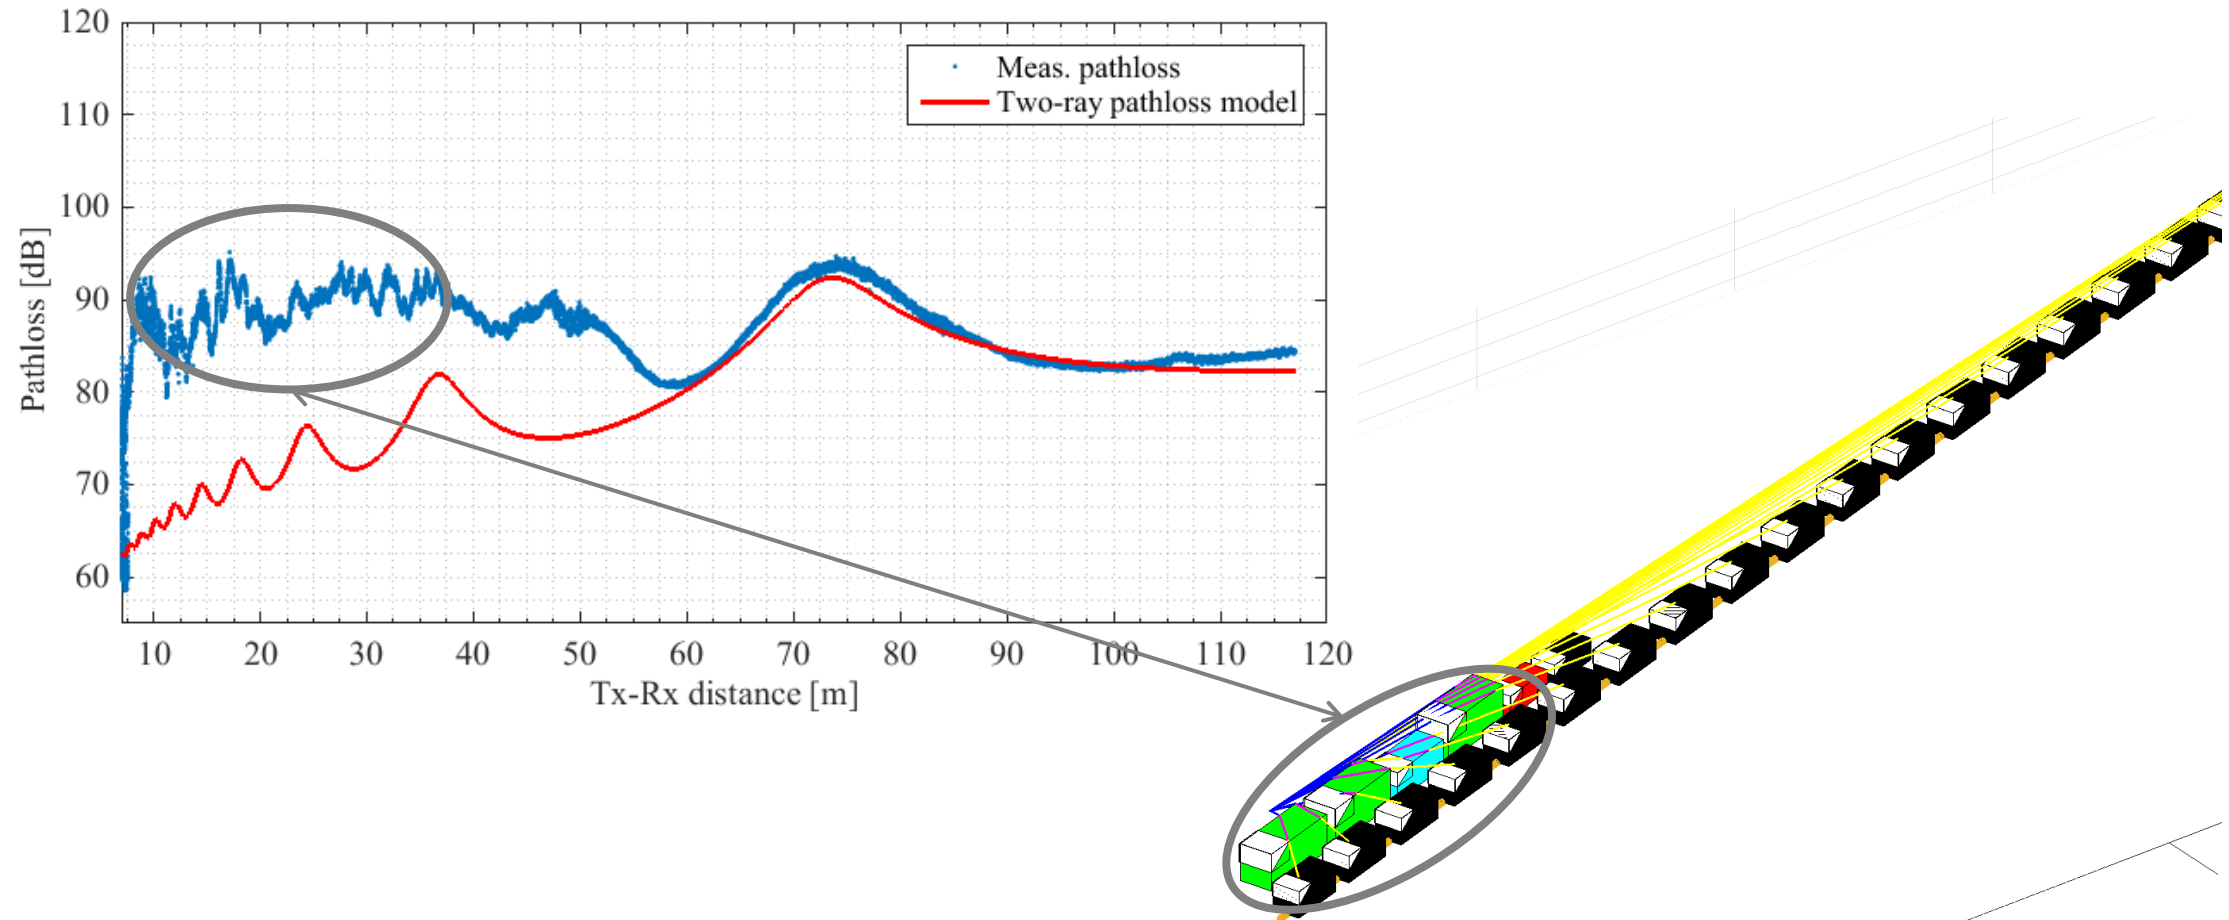 120
110
100
90
80
70
60
Pathloss [dB]
Meas. pathloss
Two-ray pathloss model
10 20 30 40 50 60 70 80 90 100 110 120
Tx-Rx distance [m]